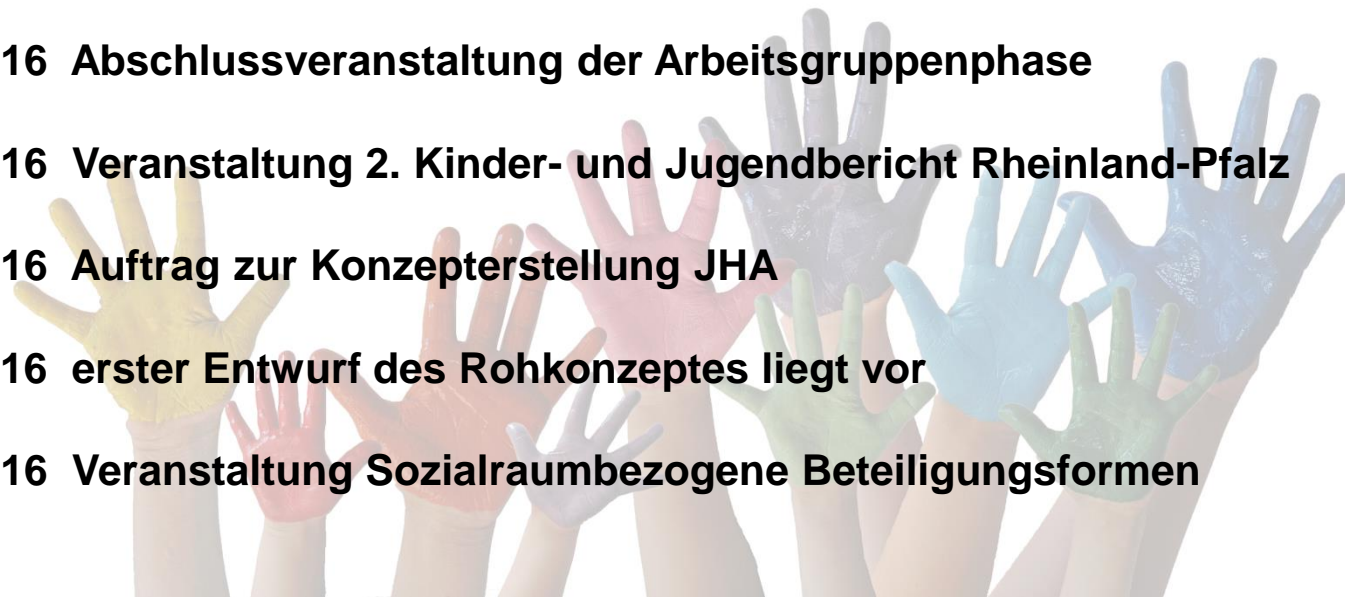 16 Abschlussveranstaltung der Arbeitsgruppenphase
16 Veranstaltung 2. Kinder- und Jugendbericht Rheinland-Pfalz
16 Auftrag zur Konzepterstellung JHA
16 erster Entwurf des Rohkonzeptes liegt vor
16 Veranstaltung Sozialraumbezogene Beteiligungsformen